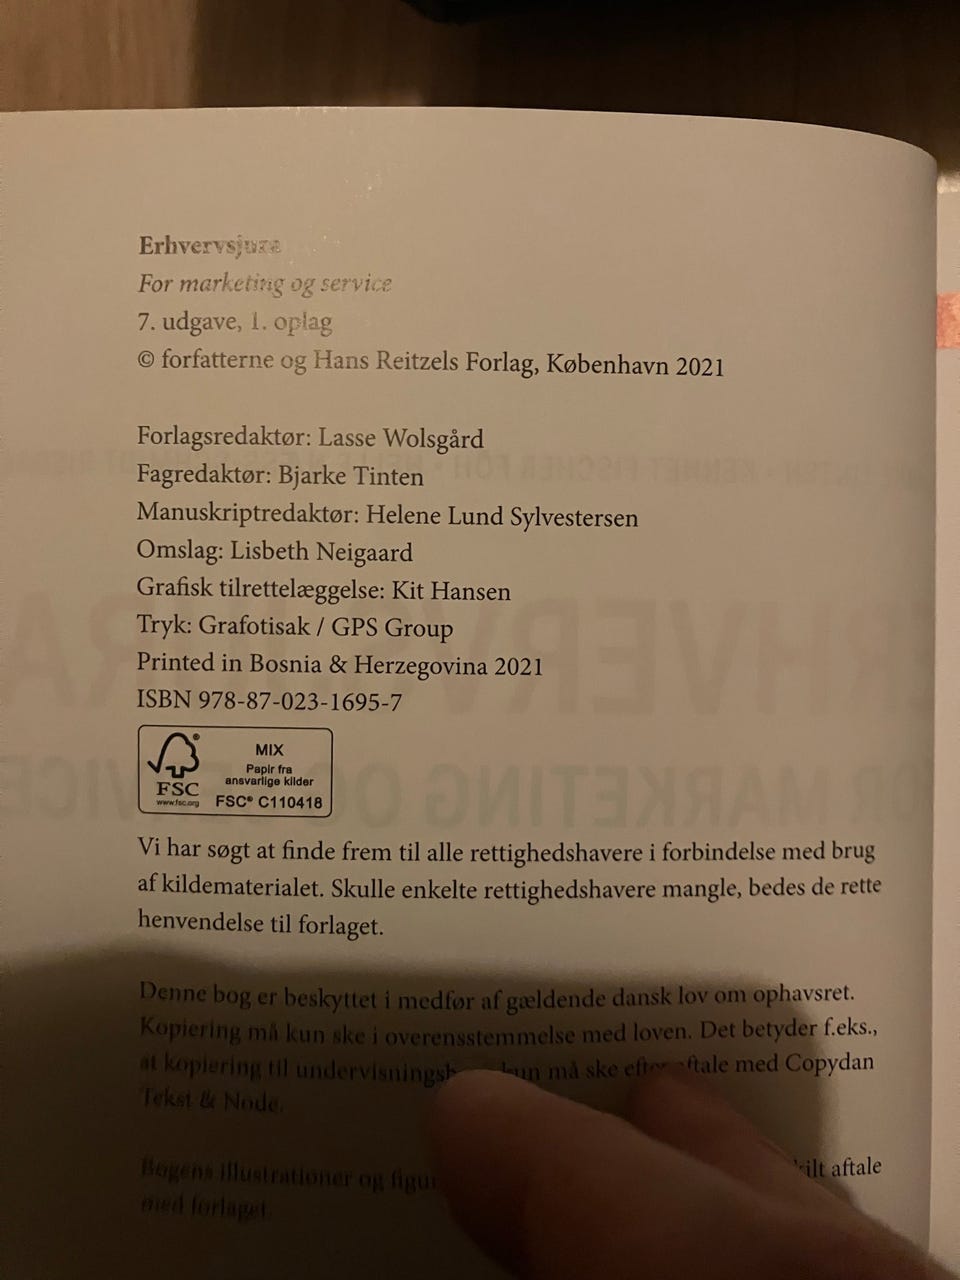 Erhvervsjura
For marketing og service
7. udgave, 1. oplag
© forfatterne og Hans Reitzels Forlag, København 2021
Forlagsredaktør: Lasse Wolsgård
Fagredaktør: Bjarke Tinten
Manuskriptredaktør: Helene Lund Sylvestersen
Omslag: Lisbeth Neigaard
Grafisk tilrettelæggelse: Kit Hansen
Tryk: Grafotisak / GPS Group
Printed in Bosnia & Herzegovina 2021
ISBN 978-87-023-1695-7
FSC
www.fsc.org
MIX
Papir fra
ansvarlige kilder
FSC® C110418
Vi har søgt at finde frem til alle rettighedshavere i forbindelse med brug
af kildematerialet. Skulle enkelte rettighedshavere mangle, bedes de rette
henvendelse til forlaget.
Denne bog er beskyttet i medfør af gældende dansk lov om ophavsret.
Kopiering må kun ske i overensstemmelse med loven. Det betyder f.eks.,
at kopiering til kun må ske med Copydan
Tekst & Node.
Bogens illustrationer og aftale
med forlaget.